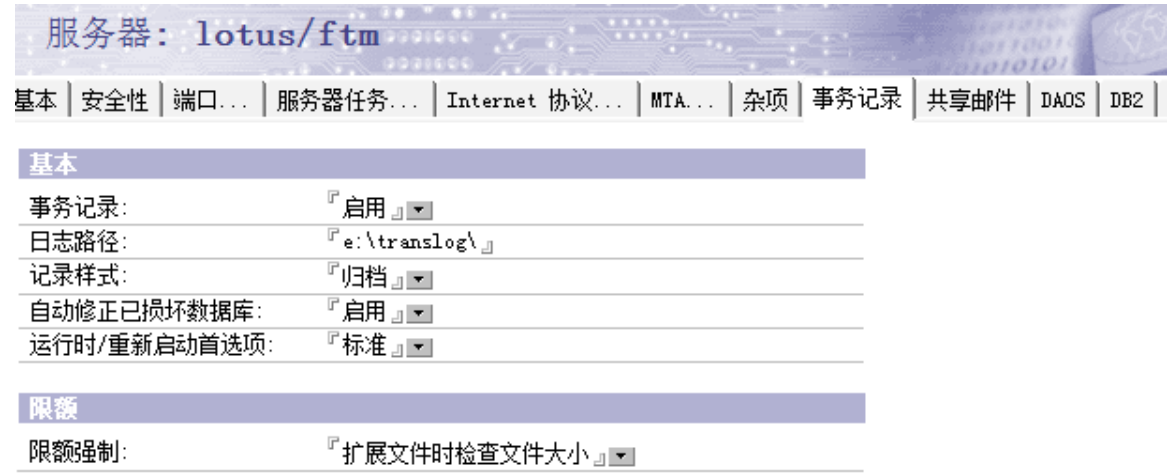 服务器: lotus/ftm
基本 安全性 端口... 服务器任务... Internet 协议... MTA... 杂项 事务记录 共享邮件 DAOS DB2
基本
事务记录: 『启用』
日志路径: 『e:\translog\』
记录样式: 『归档』
自动修正已损坏数据库: 『启用』
运行时/重新启动首选项: 『标准』
限额
限额强制: 『扩展文件时检查文件大小』